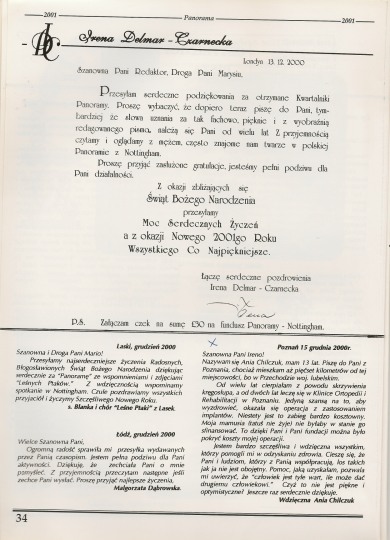 2001
Panorama
2001
Irena Delmar - Czarnecka
Londyn 13. 12. 2000
Szanowna Pani Redaktor, Droga Pani Marysiu,
Przesyłam serdeczne podziękowania za otrzymane Kwartalniki
Panoramy. Proszę wybaczyć, że dopiero teraz piszę do Pani, tym-
bardziej że słowa uznania za tak fachowo, pięknie i z wyobraźnią
redagowanego pisma, należą się Pani od wielu lat. Z przyjemnością
czytamy i oglądamy z mężem, często znajome nam twarze w polskiej
Panoramie z Nottingham.
Proszę przyjąć zasłużone gratulacje, jesteśmy pełni podziwu dla
Pani działalności.
Z okazji zbliżających się
Świąt Bożego Narodzenia
przesyłamy
Moc Serdecznych Życzeń
a z okazji Nowego 2001go Roku
Wszystkiego Co Najpiękniejsze.
Łączę serdeczne pozdrowienia
Irena Delmar - Czarnecka
Irena
P.S. Załączam czek na sumę £30 na fundusz Panoramy - Nottingham.
Laski, grudzień 2000
Szanowna i Droga Pani Mario!
Przesyłamy najserdeczniejsze życzenia Radosnych,
Błogosławionych Świąt Bożego Narodzenia dziękując
serdecznie za "Panoramę" ze wspomnieniami i zdjęciami
"Leśnych Ptaków." Z wdzięcznością wspominamy
spotkanie w Nottingham. Czule pozdrawiamy wszystkich
przyjaciół i życzymy Szczęśliwego Nowego Roku.
s. Blanka i chór "Leśne Ptaki" z Lasek.
Łódź, grudzień 2000
Wielce Szanowna Pani,
Ogromną radość sprawiła mi przesyłka wydawanych
przez Panią czasopism. Jestem pełna podziwu dla Pani
aktywności. Dziękuję, że zechciała Pani o mnie
pomyśleć. Z przyjemnością przeczytam następne jeśli
zechce Pani wysłać. Proszę przyjąć najlepsze życzenia,
Małgorzata Dąbrowska
Poznań 15 grudnia 2000r.
Szanowna Pani Ireno!
Nazywam się Ania Chilczuk, mam 13 lat. Piszę do Pani z
Poznania, chociaż mieszkam aż pięćset kilometrów od tej
miejscowości, bo w Przechodzie woj. lubelskim.
Od wielu lat cierpiałam z powodu skrzywienia
kręgosłupa, a od dwóch lat leczę się w Klinice Ortopedii i
Rehabilitacji w Poznaniu. Jedyną szansą na to, aby
wyzdrowieć, okazała się operacja z zastosowaniem
implantów. Niestety jest to zabieg bardzo kosztowny.
Moja mamusia (tatuś nie żyje) nie byłaby w stanie go
sfinansować. To dzięki Pani i Pani fundacji można było
pokryć koszty mojej operacji.
Jestem bardzo szczęśliwa i wdzięczna wszystkim,
którzy pomogli mi w odzyskaniu zdrowia. Cieszę się, że
Pani i ludziom, którzy z Panią współpracują, los takich
jak ja nie jest obojętny. Pomoc, jaką uzyskałam, pozwala
mi uwierzyć, że "człowiek jest tyle wart, ile może dać
drugiemu człowiekowi." Czyż to nie jest piękne i
optymistyczne! Jeszcze raz serdecznie dziękuję.
Wdzięczna Ania Chilczuk
34